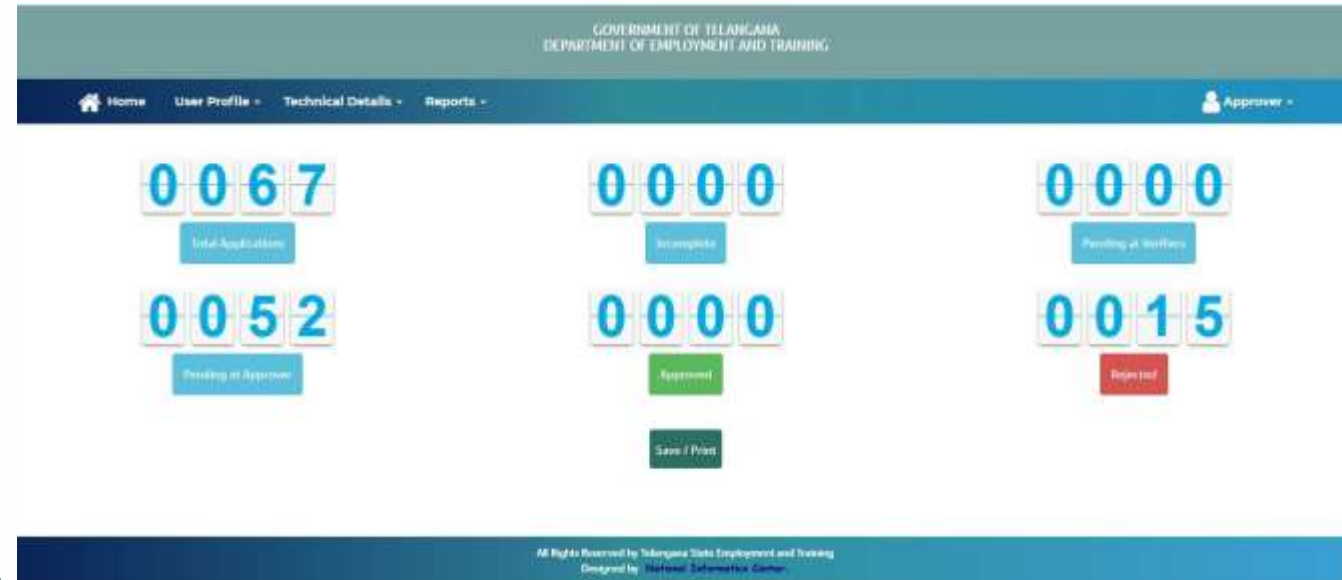 GOVERNMENT OF TELANGANA
DEPARTMENT OF EMPLOYMENT AND TRAINING
Home User Profile Technical Details Reports Approver
0067 0000 0000
Total Applications Incomplete Pending at Verifiers
0052 0000 0015
Pending at Approver Approved Rejected
Save / Print
All Rights Reserved by Telangana State Employment and Training
Designed by National Informatics Center.